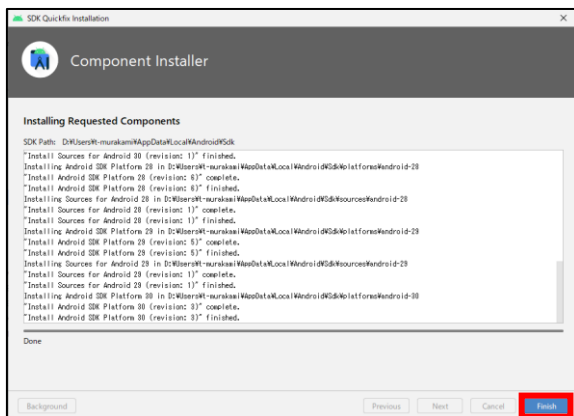 SDK Quickfix Installation
Component Installer
Installing Requested Components
SDK Path: D:¥Users¥t-murakami¥AppData¥Local¥Android¥Sdk
"Install Sources for Android 30 (revision: 1)" finished.
Installing Android SDK Platform 28 in D:¥Users¥t-murakami¥AppData¥Local¥Android¥Sdk¥platforms¥android-28
"Install Android SDK Platform 28 (revision: 6)" complete.
"Install Android SDK Platform 28 (revision: 6)" finished.
Installing Sources for Android 28 in D:¥Users¥t-murakami¥AppData¥Local¥Android¥Sdk¥sources¥android-28
"Install Sources for Android 28 (revision: 1)" complete.
"Install Sources for Android 28 (revision: 1)" finished.
Installing Android SDK Platform 29 in D:¥Users¥t-murakami¥AppData¥Local¥Android¥Sdk¥platforms¥android-29
"Install Android SDK Platform 29 (revision: 5)" complete.
"Install Android SDK Platform 29 (revision: 5)" finished.
Installing Sources for Android 29 in D:¥Users¥t-murakami¥AppData¥Local¥Android¥Sdk¥sources¥android-29
"Install Sources for Android 29 (revision: 1)" complete.
"Install Sources for Android 29 (revision: 1)" finished.
Installing Android SDK Platform 30 in D:¥Users¥t-murakami¥AppData¥Local¥Android¥Sdk¥platforms¥android-30
"Install Android SDK Platform 30 (revision: 3)" complete.
"Install Android SDK Platform 30 (revision: 3)" finished.
Done
Background Previous Next Cancel Finish